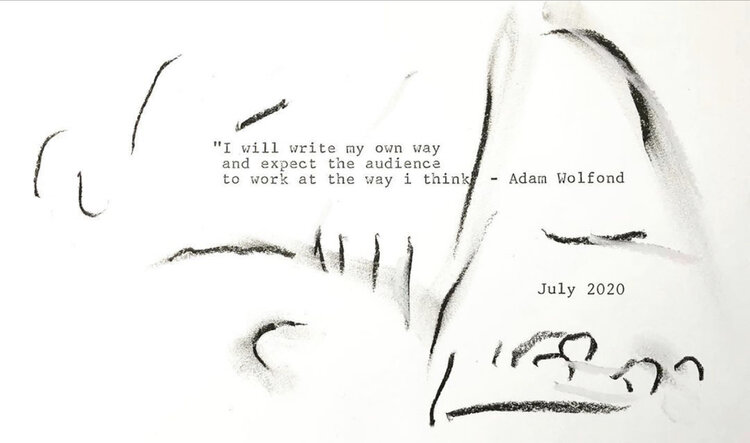 "I will write my own way
and expect the audience
to work at the way i think - Adam Wolfond
July 2020